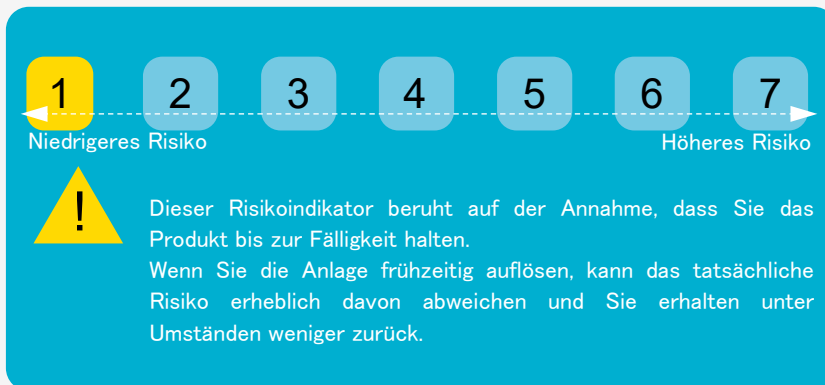 1 2 3 4 5 6 7
Niedrigeres Risiko Höheres Risiko
!
Dieser Risikoindikator beruht auf der Annahme, dass Sie das
Produkt bis zur Fälligkeit halten.
Wenn Sie die Anlage frühzeitig auflösen, kann das tatsächliche
Risiko erheblich davon abweichen und Sie erhalten unter
Umständen weniger zurück.